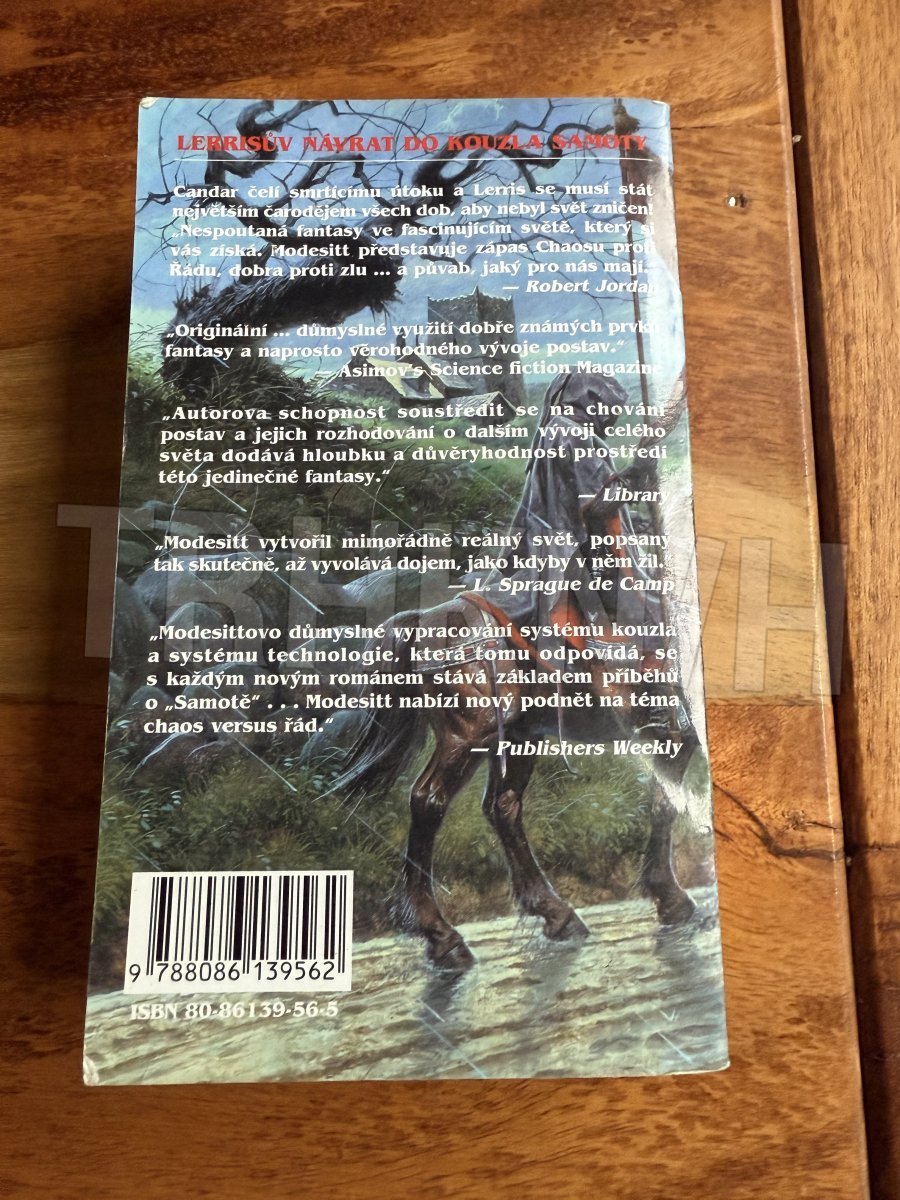 LERRISŮV NÁVRAT DO KOUZLA SAMOTY
Candar čelí smrtícímu útoku a Lerris se musí stát
největším čarodějem všech dob, aby nebyl svět zničen!
„Nespoutaná fantasy ve fascinujícím světě, který si
vás získá. Modesitt představuje zápas Chaosu proti
Řádu, dobra proti zlu ... a půvab, jaký pro nás mají.“
— Robert Jordan
„Originální ... důmyslné využití dobře známých prvků
fantasy a naprosto věrohodného vývoje postav.“
— Asimov's Science fiction Magazine
„Autorova schopnost soustředit se na chování
postav a jejich rozhodování o dalším vývoji celého
světa dodává hloubku a důvěryhodnost prostředí
této jedinečné fantasy.“
— Library
„Modesitt vytvořil mimořádně reálný svět, popsaný
tak skutečně, až vyvolává dojem, jako kdyby v něm žil.“
— L. Sprague de Camp
„Modesittovo důmyslné vypracování systému kouzla
a systému technologie, která tomu odpovídá, se
s každým novým románem stává základem příběhů
o „Samotě“ . . . Modesitt nabízí nový podnět na téma
chaos versus řád.“
— Publishers Weekly
9 788086 139562
ISBN 80-86139-56-5